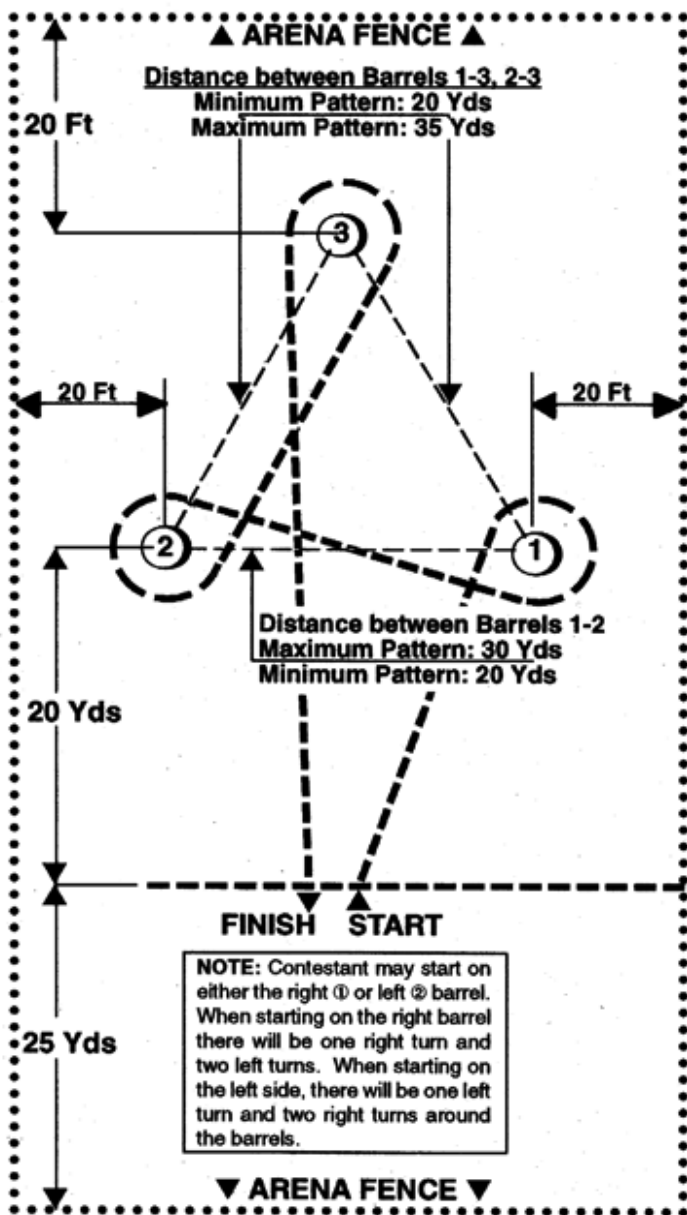 ▲ ARENA FENCE ▲
Distance between Barrels 1-3, 2-3
Minimum Pattern: 20 Yds
Maximum Pattern: 35 Yds
20 Ft
3
20 Ft
20 Ft
2
1
Distance between Barrels 1-2
Maximum Pattern: 30 Yds
Minimum Pattern: 20 Yds
20 Yds
FINISH START
NOTE: Contestant may start on
either the right ① or left ② barrel.
When starting on the right barrel
there will be one right turn and
two left turns. When starting on
the left side, there will be one left
turn and two right turns around
the barrels.
25 Yds
▼ ARENA FENCE ▼